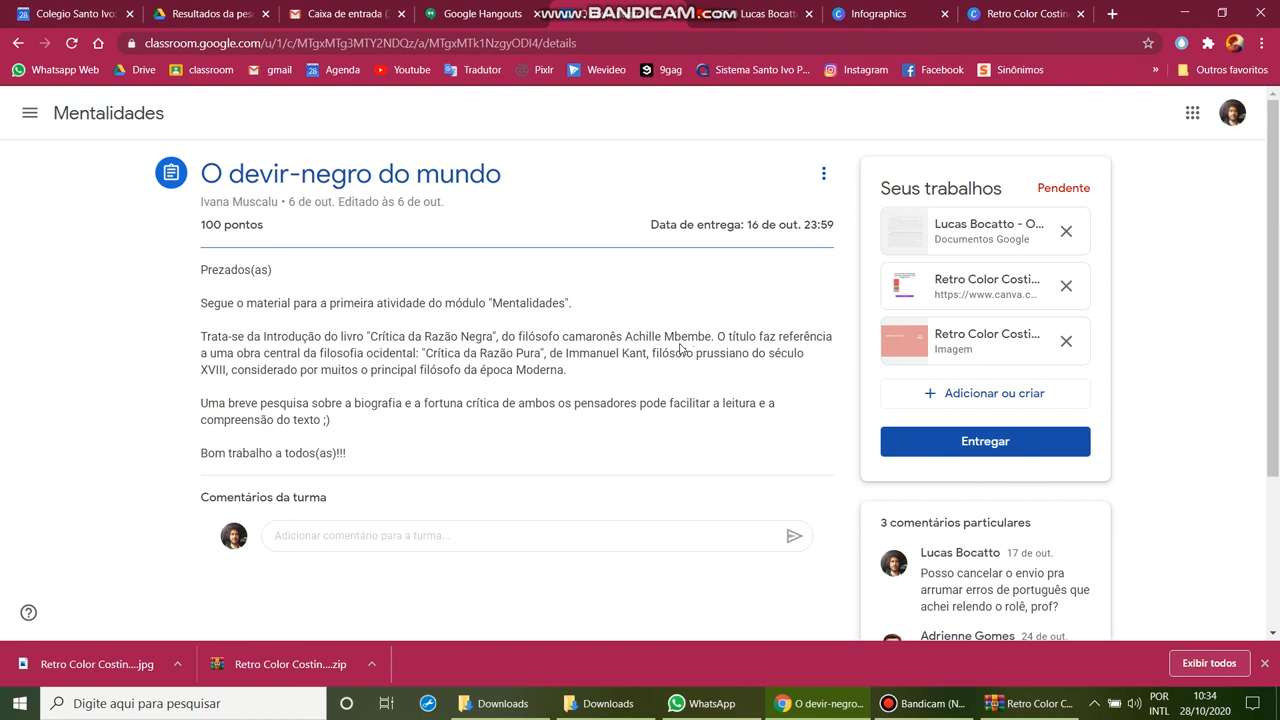 Colegio Santo Ivo:
Resultados da pes
Caixa de entrada (
Google Hangouts
www.BANDICAM.com
Lucas Bocatt
Infographics
Retro Color Costin
classroom.google.com/u/1/c/MTgxMTg3MTY2NDQz/a/MTgxMTk1NzgyODI4/details
Whatsapp Web
Drive
classroom
gmail
Agenda
Youtube
Tradutor
Pixlr
Wevideo
9gag
Sistema Santo Ivo P...
Instagram
Facebook
Sinônimos
»
Outros favoritos
Mentalidades
O devir-negro do mundo
Ivana Muscalu • 6 de out. Editado às 6 de out.
100 pontos
Data de entrega: 16 de out. 23:59
Prezados(as)
Segue o material para a primeira atividade do módulo "Mentalidades".
Trata-se da Introdução do livro "Crítica da Razão Negra", do filósofo camaronês Achille Mbembe. O título faz referência
a uma obra central da filosofia ocidental: "Crítica da Razão Pura", de Immanuel Kant, filósofo prussiano do século
XVIII, considerado por muitos o principal filósofo da época Moderna.
Uma breve pesquisa sobre a biografia e a fortuna crítica de ambos os pensadores pode facilitar a leitura e a
compreensão do texto ;)
Bom trabalho a todos(as)!!!
Comentários da turma
Adicionar comentário para a turma...
Seus trabalhos
Pendente
Lucas Bocatto - O...
Documentos Google
Retro Color Costi...
https://www.canva.c...
Retro Color Costi...
Imagem
+ Adicionar ou criar
Entregar
3 comentários particulares
Lucas Bocatto 17 de out.
Posso cancelar o envio pra
arrumar erros de português que
achei relendo o rolê, prof?
Adrienne Gomes 24 de out.
Retro Color Costin....jpg
Retro Color Costin....zip
Exibir todos
Digite aqui para pesquisar
Downloads
Downloads
WhatsApp
O devir-negro...
Bandicam (N...
Retro Color C...
POR
INTL
10:34
28/10/2020